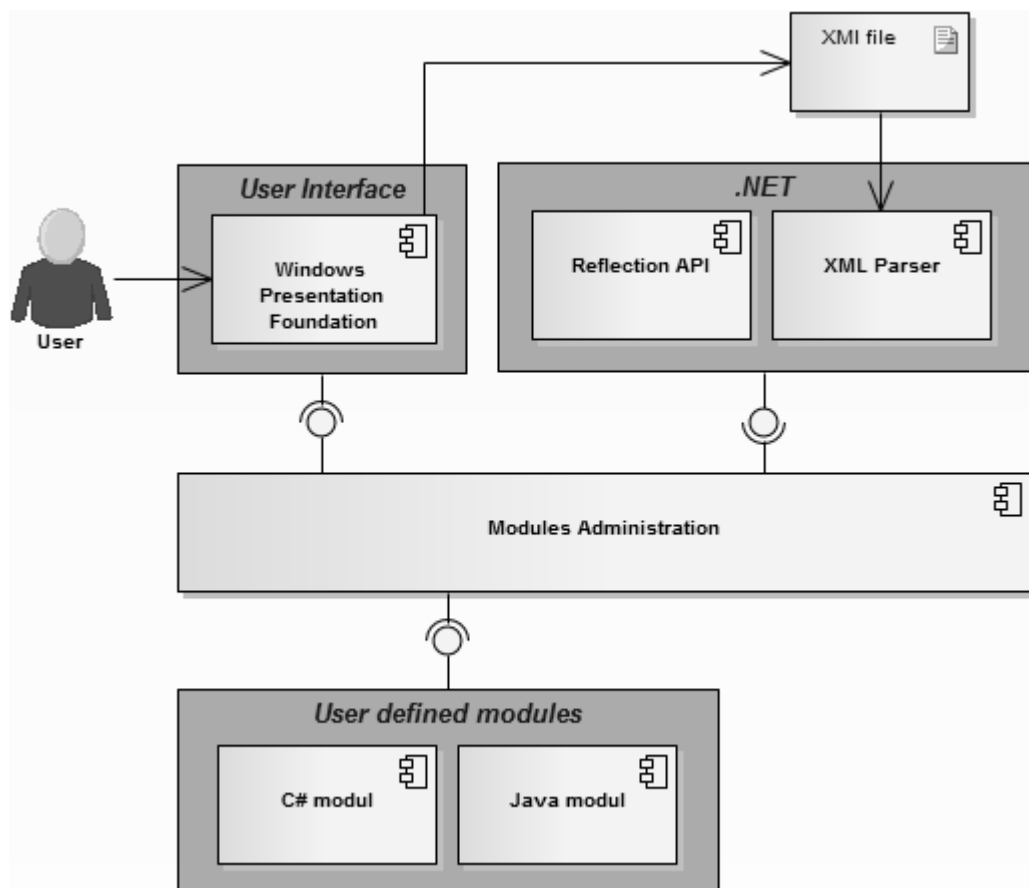 XMI file
User Interface
.NET
Windows
Presentation
Foundation
Reflection API
XML Parser
User
Modules Administration
User defined modules
C# modul
Java modul